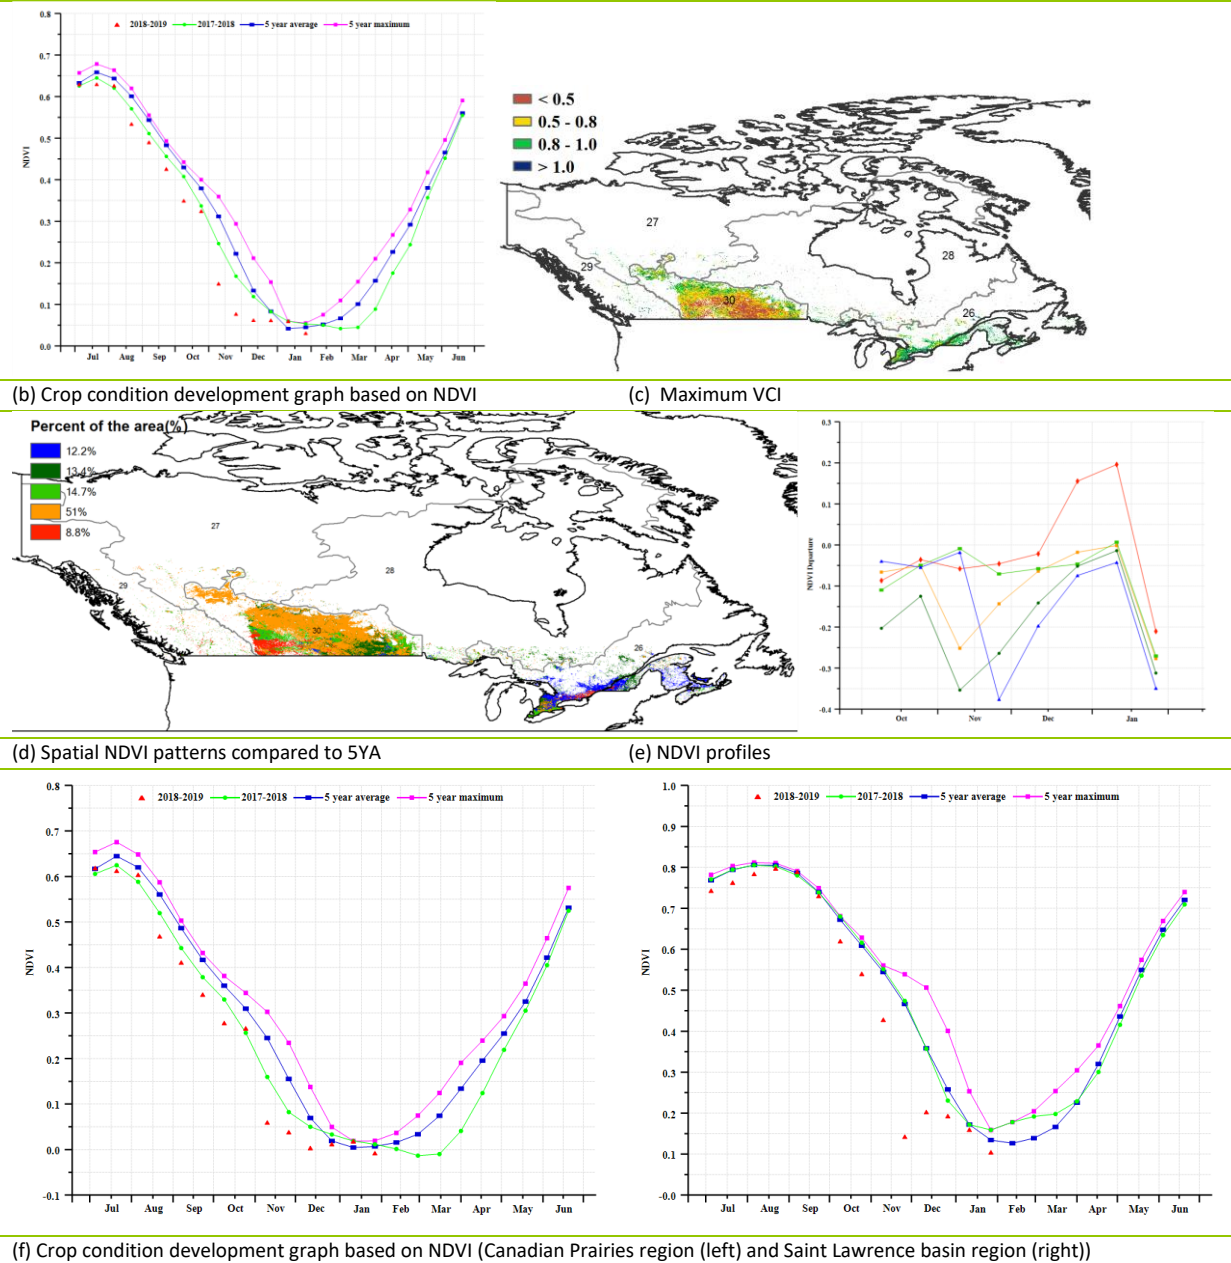 0.8
2018-2019 2017-2018 5 year average 5 year maximum
0.7
0.6
0.5
0.4
0.3
0.2
0.1
0.0
NDVI
Jul Aug Sep Oct Nov Dec Jan Feb Mar Apr May Jun
< 0.5
0.5 - 0.8
0.8 - 1.0
> 1.0
27
28
29
30
26
(b) Crop condition development graph based on NDVI
(c) Maximum VCI
Percent of the area(%)
12.2%
13.4%
14.7%
51%
8.8%
27
28
29
30
26
0.3
0.2
0.1
0.0
-0.1
-0.2
-0.3
-0.4
NDVI Departure
Oct Nov Dec Jan
(d) Spatial NDVI patterns compared to 5YA
(e) NDVI profiles
0.8
2018-2019 2017-2018 5 year average 5 year maximum
0.7
0.6
0.5
0.4
0.3
0.2
0.1
0.0
-0.1
NDVI
Jul Aug Sep Oct Nov Dec Jan Feb Mar Apr May Jun
1.0
2018-2019 2017-2018 5 year average 5 year maximum
0.9
0.8
0.7
0.6
0.5
0.4
0.3
0.2
0.1
-0.0
NDVI
Jul Aug Sep Oct Nov Dec Jan Feb Mar Apr May Jun
(f) Crop condition development graph based on NDVI (Canadian Prairies region (left) and Saint Lawrence basin region (right))